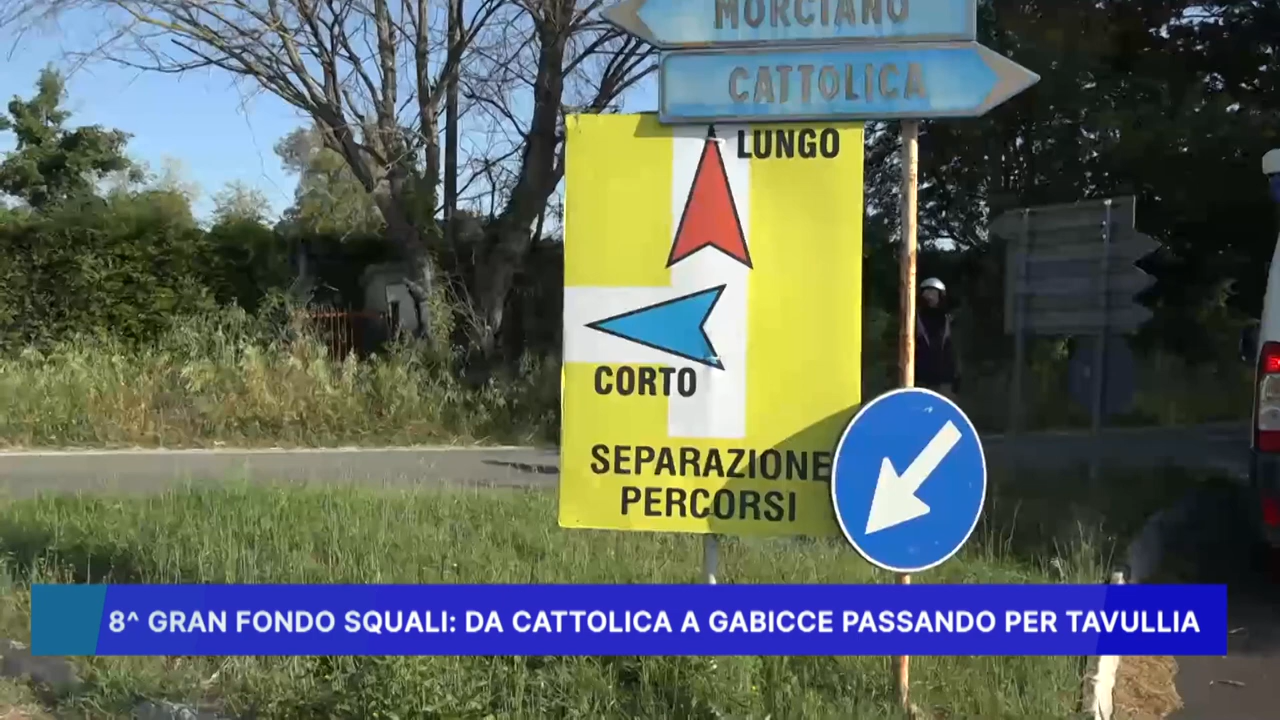 MORCIANO
CATTOLICA
LUNGO
CORTO
SEPARAZIONE
PERCORSI
8^ GRAN FONDO SQUALI: DA CATTOLICA A GABICCE PASSANDO PER TAVULLIA